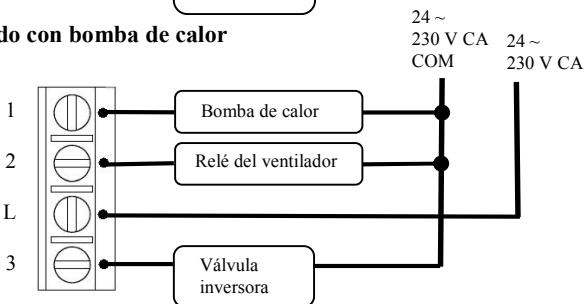 do con bomba de calor
24 ~
230 V CA
COM
24 ~
230 V CA
1
Bomba de calor
2
Relé del ventilador
L
3
Válvula
inversora